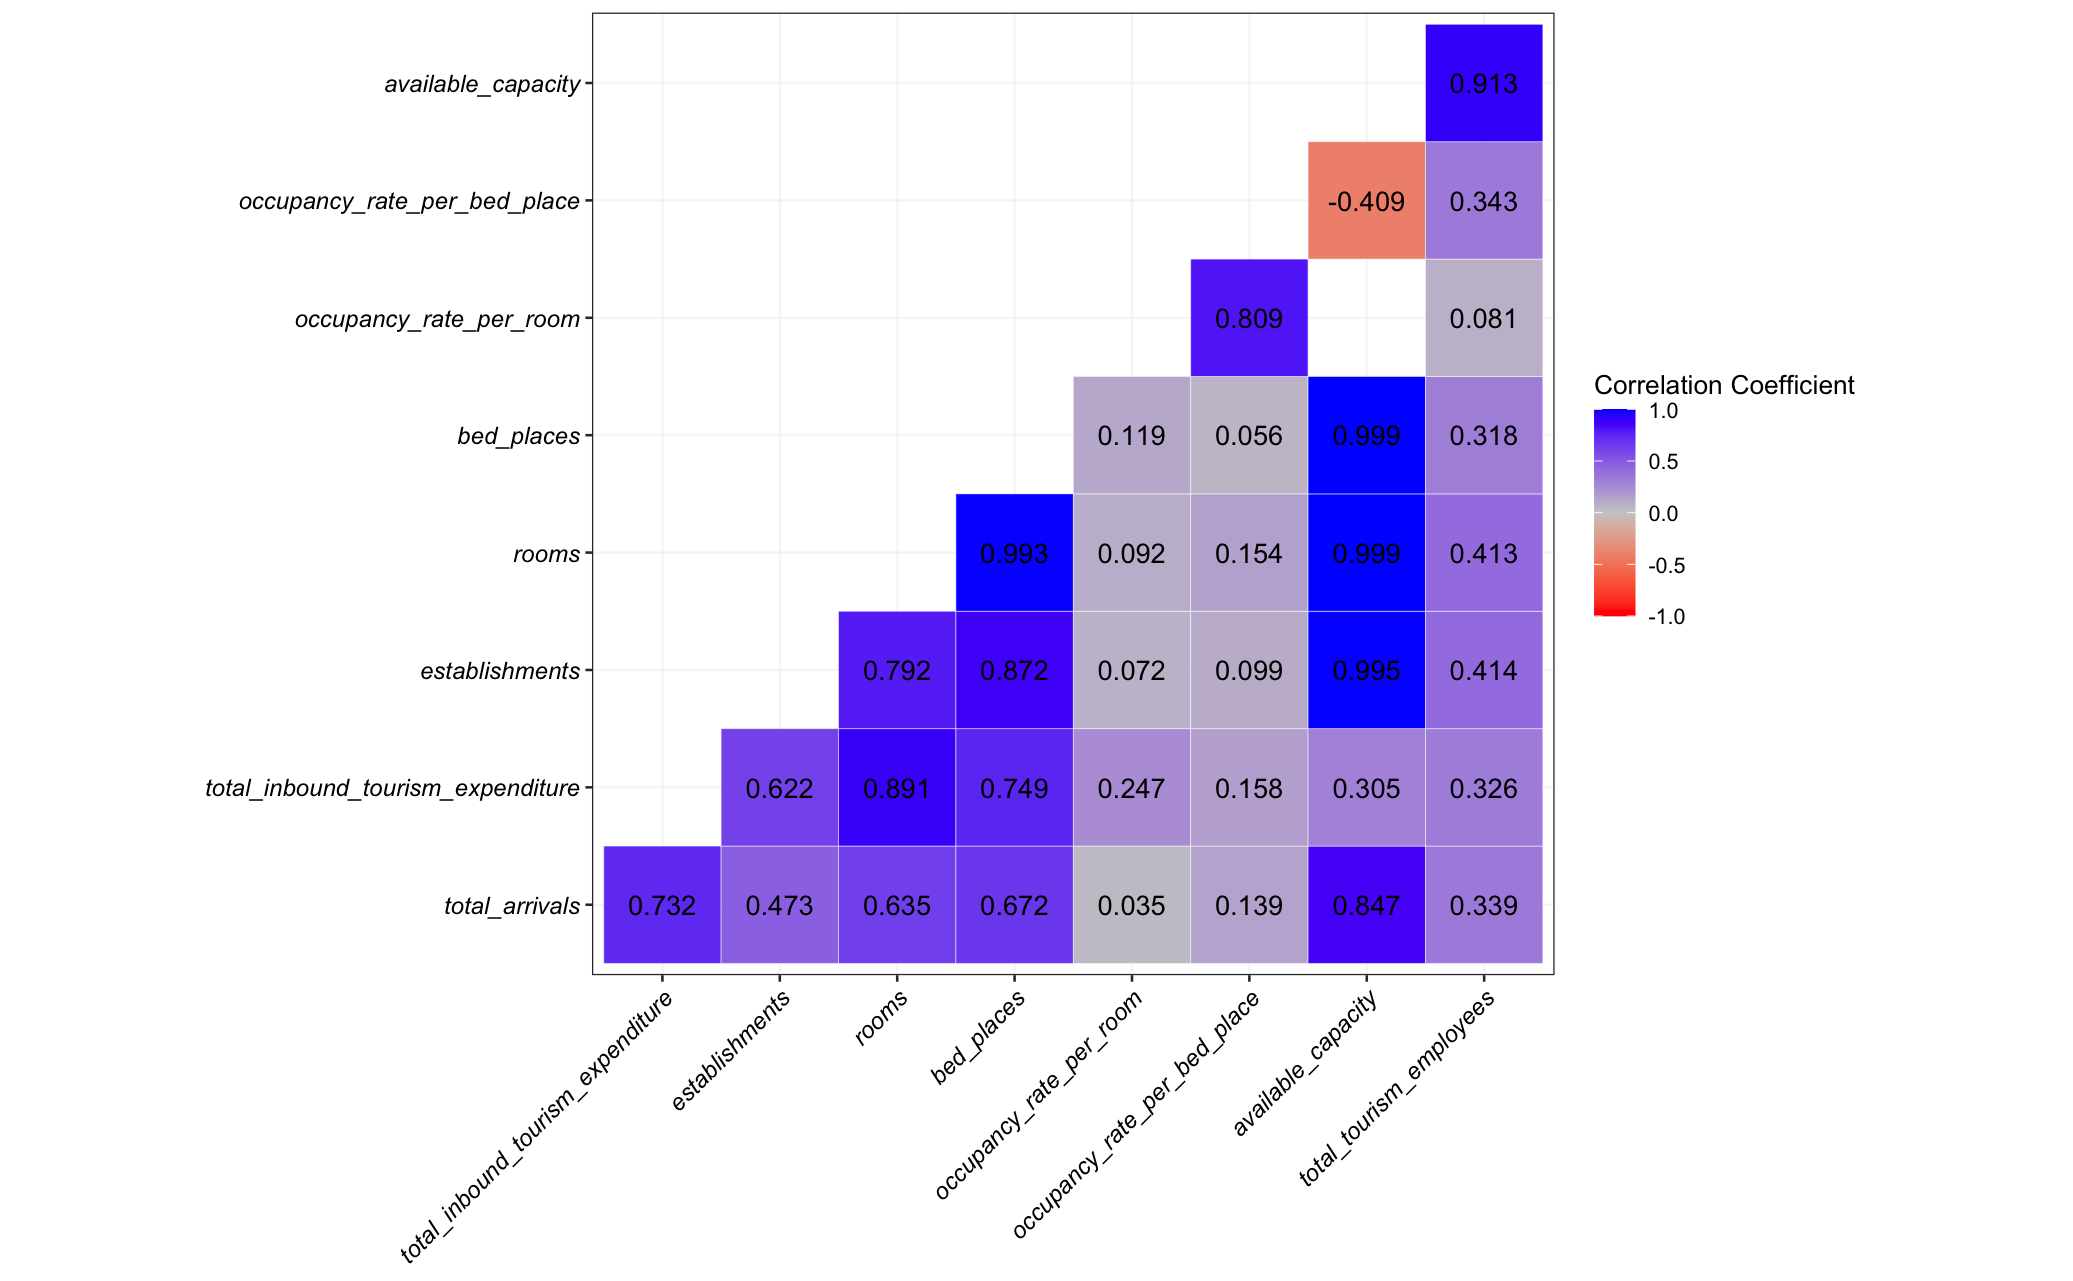 available_capacity
0.913
occupancy_rate_per_bed_place
-0.409 0.343
occupancy_rate_per_room
0.809 0.081
bed_places
0.119 0.056 0.999 0.318
rooms
0.993 0.092 0.154 0.999 0.413
establishments
0.792 0.872 0.072 0.099 0.995 0.414
total_inbound_tourism_expenditure
0.622 0.891 0.749 0.247 0.158 0.305 0.326
total_arrivals
0.732 0.473 0.635 0.672 0.035 0.139 0.847 0.339
total_inbound_tourism_expenditure
establishments
rooms
bed_places
occupancy_rate_per_room
occupancy_rate_per_bed_place
available_capacity
total_tourism_employees
Correlation Coefficient
1.0
0.5
0.0
-0.5
-1.0